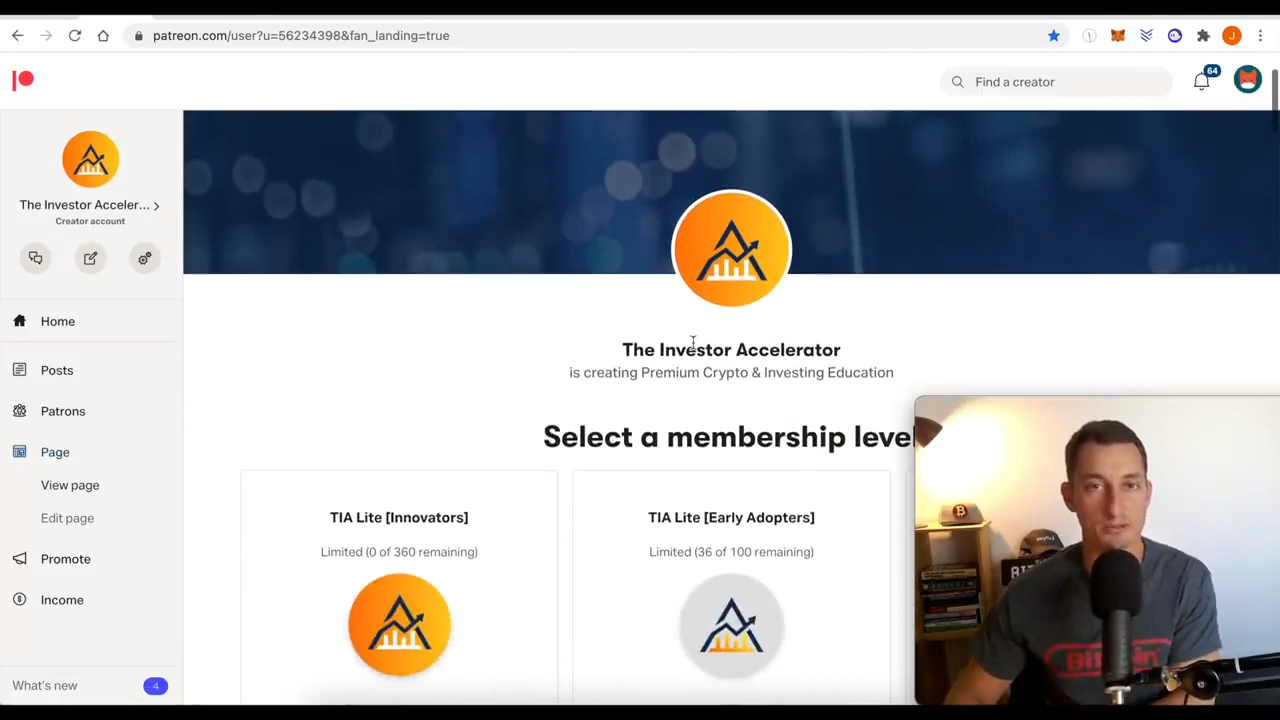 patreon.com/user?u=56234398&fan_landing=true
J
Find a creator
64
The Investor Acceler...
Creator account
Home
Posts
Patrons
Page
View page
Edit page
Promote
Income
What's new
4
The Investor Accelerator
is creating Premium Crypto & Investing Education
Select a membership level
TIA Lite [Innovators]
Limited (0 of 360 remaining)
TIA Lite [Early Adopters]
Limited (36 of 100 remaining)
Bitcoin